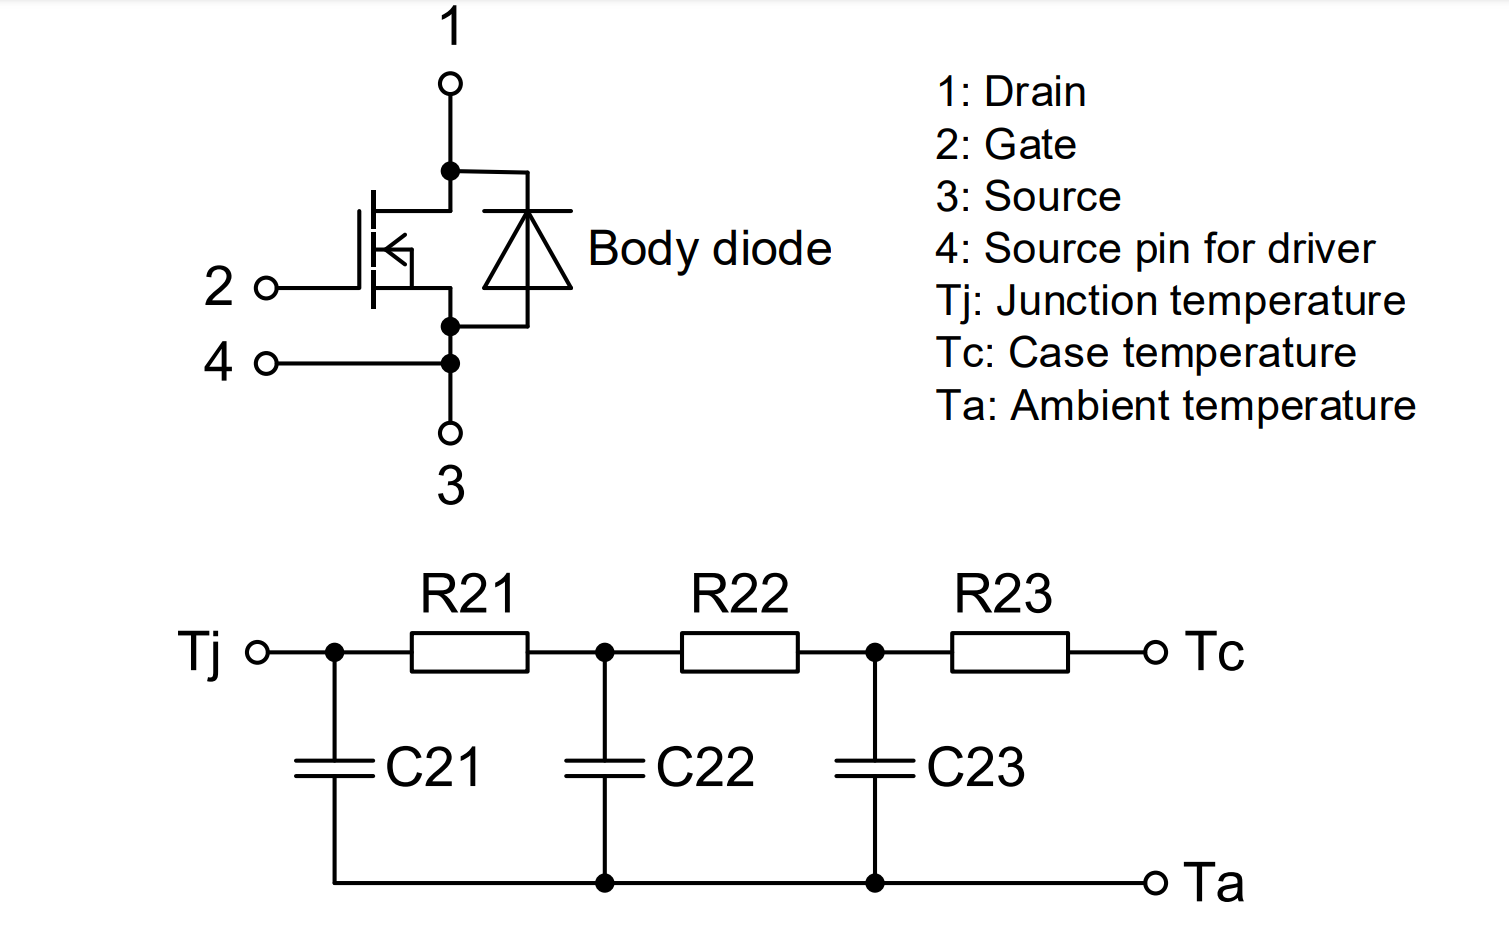 1
2
4
3
Body diode
1: Drain
2: Gate
3: Source
4: Source pin for driver
Tj: Junction temperature
Tc: Case temperature
Ta: Ambient temperature
R21 R22 R23
Tj Tc
C21 C22 C23
Ta